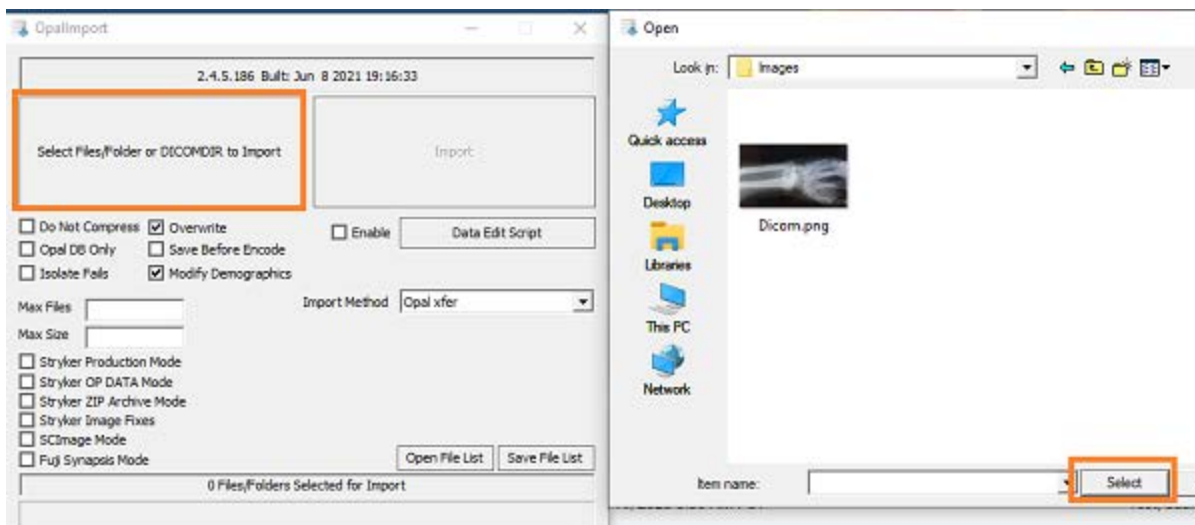 OpalImport
2.4.5.186 Built: Jun 8 2021 19:16:33
Select Files/Folder or DICOMDIR to Import
Import
Do Not Compress Overwrite
Enable Data Edit Script
Opal DB Only Save Before Encode
Isolate Fails Modify Demographics
Max Files
Import Method Opal xfer
Max Size
Stryker Production Mode
Stryker OP DATA Mode
Stryker ZIP Archive Mode
Stryker Image Fixes
SCImage Mode
Fuji Synapsis Mode
Open File List Save File List
0 Files/Folders Selected for Import
Open
Look in: Images
Quick access
Desktop
Libraries
This PC
Network
Dicom.png
Item name:
Select